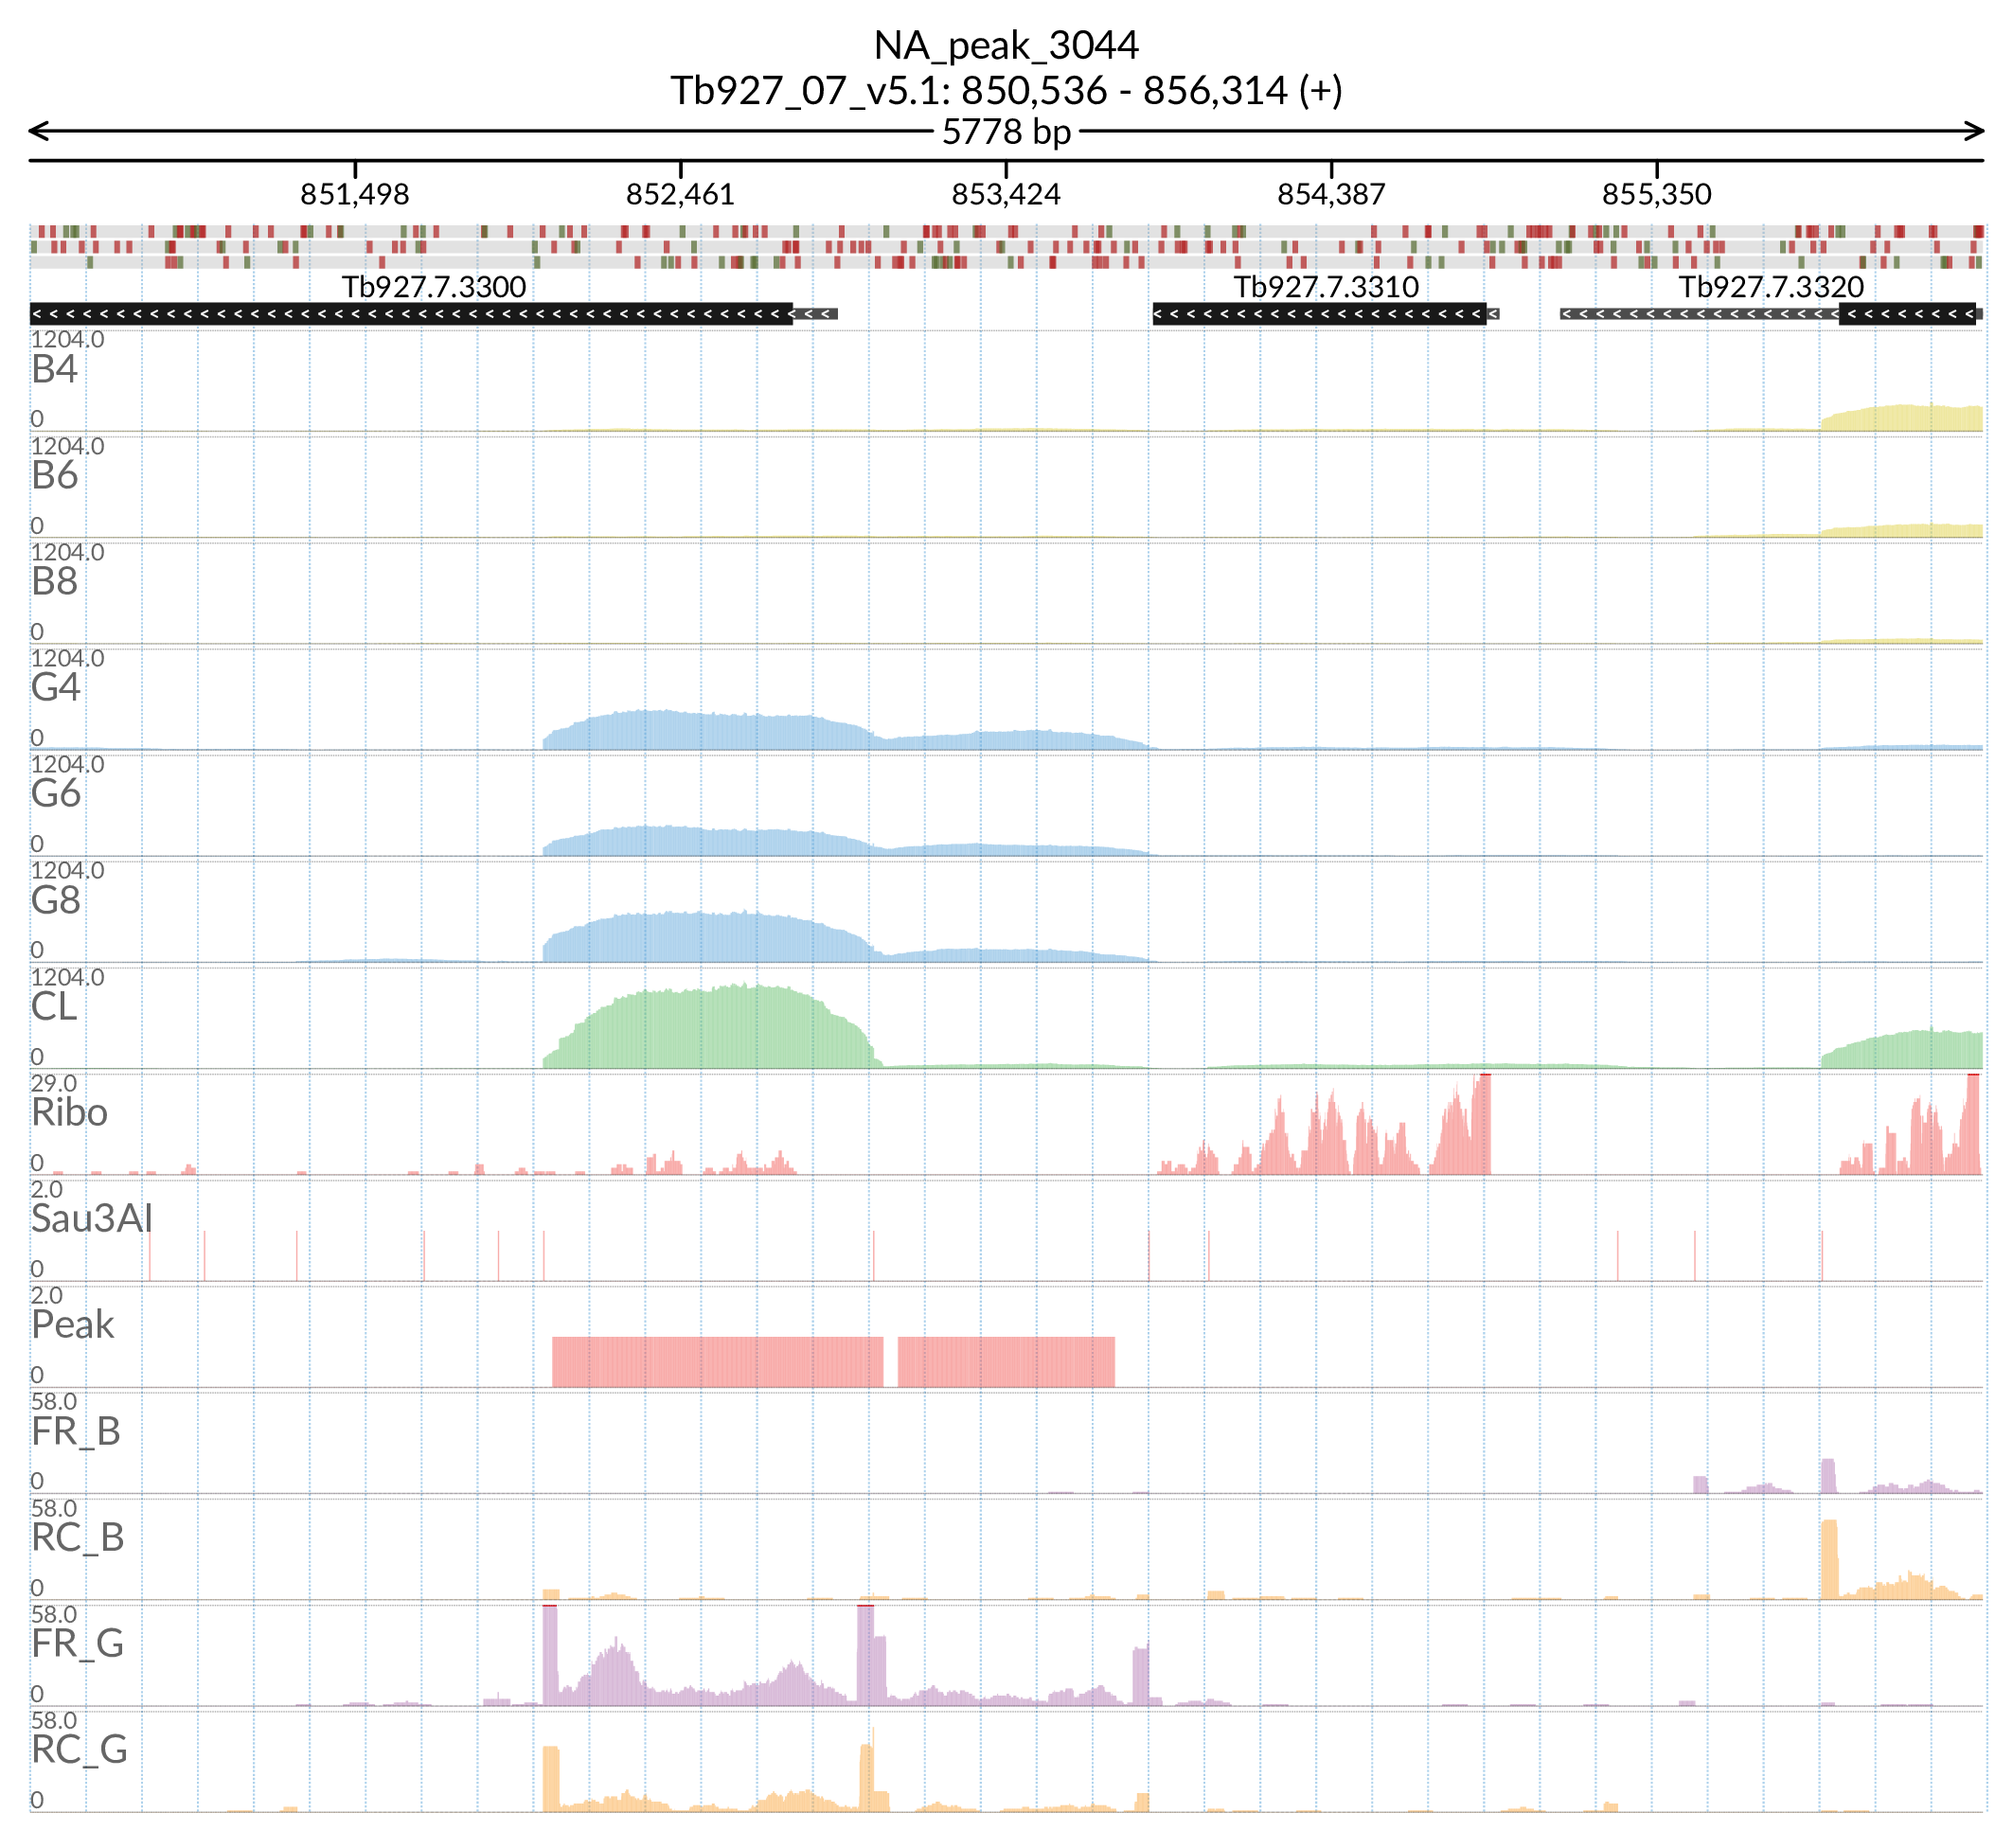 NA_peak_3044
Tb927_07_v5.1: 850,536 - 856,314 (+)
5778 bp
851,498 852,461 853,424 854,387 855,350
Tb927.7.3300 Tb927.7.3310 Tb927.7.3320
1204.0
B4
0
1204.0
B6
0
1204.0
B8
0
1204.0
G4
0
1204.0
G6
0
1204.0
G8
0
1204.0
CL
0
29.0
Ribo
0
2.0
Sau3AI
0
2.0
Peak
0
58.0
FR_B
0
58.0
RC_B
0
58.0
FR_G
0
58.0
RC_G
0